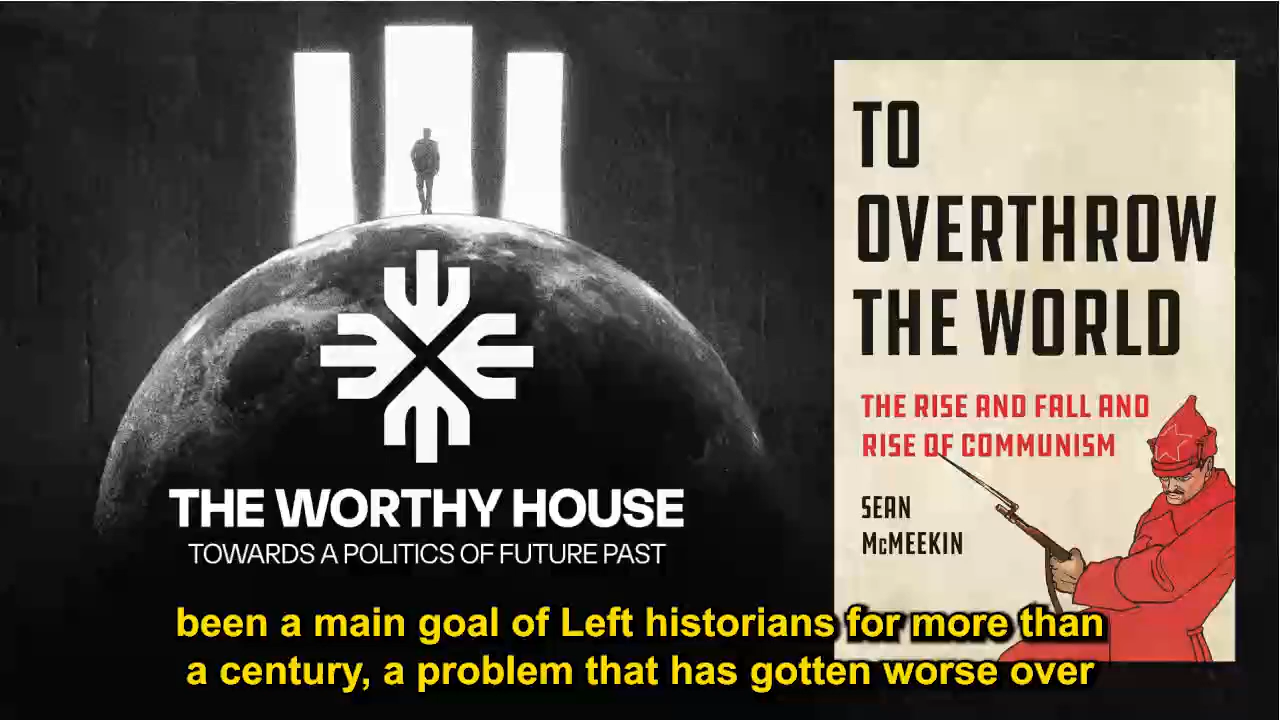 THE WORTHY HOUSE
TOWARDS A POLITICS OF FUTURE PAST
TO
OVERTHROW
THE WORLD
THE RISE AND FALL AND
RISE OF COMMUNISM
SEAN
McMEEKIN
been a main goal of Left historians for more than
a century, a problem that has gotten worse over